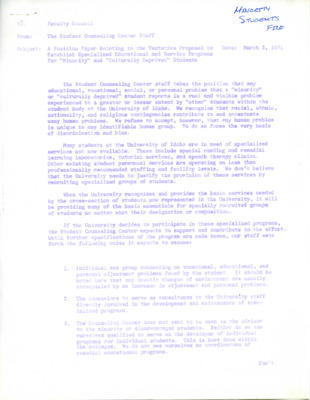 MINORITY
STUDENTS
FILE
To: Faculty Council
From: The Student Counseling Center Staff
Subject: A Position Paper Relating to the Tentative Proposal to Date: March 5, 1971
Establish Specialized Educational and Service Programs
for "Minority" and "Culturally Deprived" Students
The Student Counseling Center staff takes the position that any
educational, vocational, social, or personal problem that a "minority"
or "culturally deprived" student reports is a real and visible problem
experienced to a greater or lesser extent by "other" students within the
student body at the University of Idaho. We recognize that racial, ethnic,
nationality, and religious contingencies contribute to and accentuate
many human problems. We refuse to accept, however, that any human problem
is unique to any identifiable human group. To do so forms the very basis
of discrimination and bias.
Many students at the University of Idaho are in need of specialized
services not now available. These include special reading and remedial
learning laboratories, tutorial services, and speech therapy clinics.
Other existing student personnel services are operating on less than
professionally recommended staffing and facility levels. We don't believe
that the University needs to justify the provision of these services by
recruiting specialized groups of students.
When the University recognizes and provides the basic services needed
by the cross-section of students now represented in the University, it will
be providing many of the basic essentials for specially recruited groups
of students no matter what their designation or composition.
If the University decides to participate in these specialized programs,
the Student Counseling Center expects to support and contribute to the effort.
Until further specifications of the program are made known, our staff sets
forth the following roles it expects to assume:
1. Individual and group counseling on vocational, educational, and
personal adjustment problems faced by the student. It should be
noted here that any drastic changes of environment are usually
accompanied by an increase in adjustment and personal problems.
2. The counselors to serve as consultants to the University staff
directly involved in the development and maintenance of spec-
ialized programs.
3. The Counseling Center does not
to the minority or disadvantaged students. Neither do we see
ourselves qualified to serve as the developer of individual
programs for individual students. This is best done within
the colleges. We do not see ourselves as coordinators of
remedial educational programs.